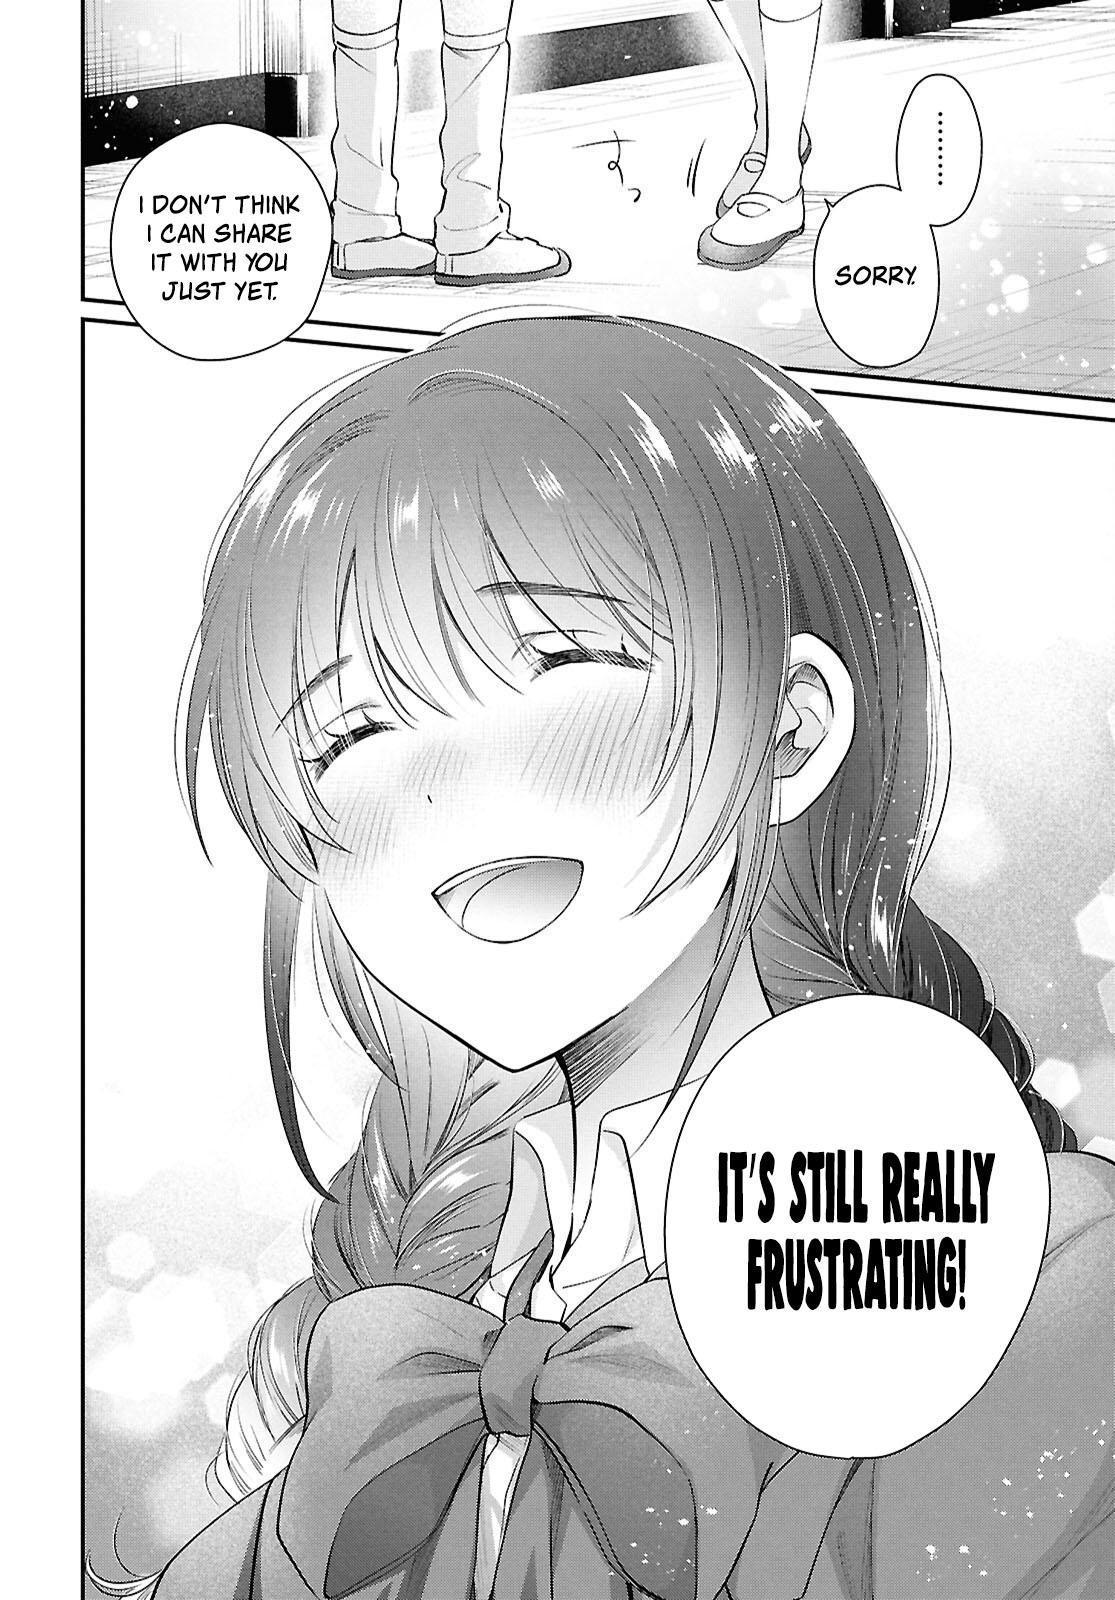 ………
SORRY.
I DON'T THINK
I CAN SHARE
IT WITH YOU
JUST YET.
IT'S STILL REALLY
FRUSTRATING!